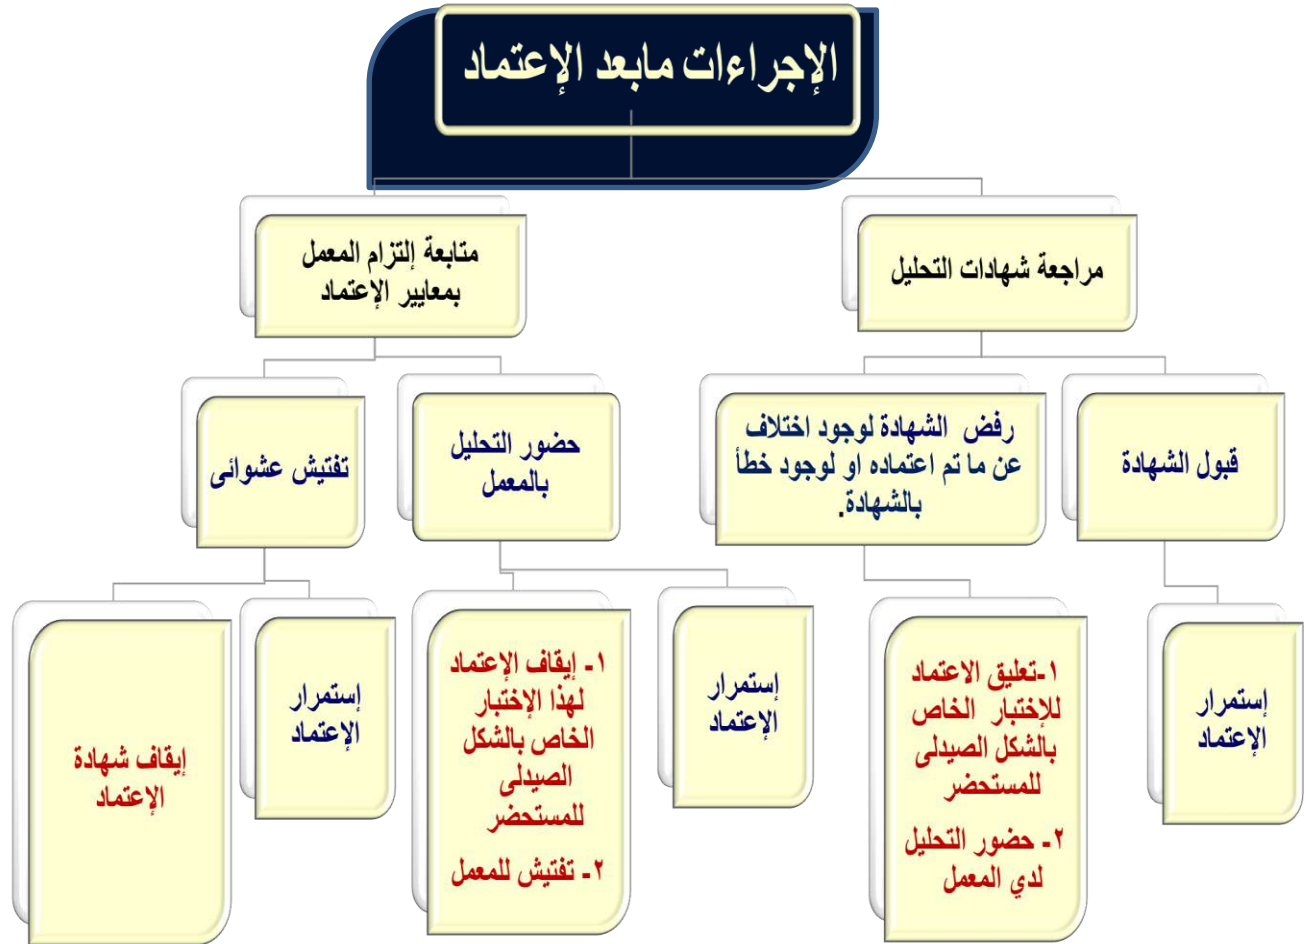 الإجراءات مابعد الإعتماد
مراجعة شهادات التحليل
متابعة إلتزام المعمل
بمعايير الإعتماد
قبول الشهادة
رفض الشهادة لوجود اختلاف
عن ما تم اعتماده او لوجود خطأ
بالشهادة.
حضور التحليل
بالمعمل
تفتيش عشوائى
إستمرار
الإعتماد
١-تعليق الاعتماد
للإختبار الخاص
بالشكل الصيدلى
للمستحضر
٢- حضور التحليل
لدي المعمل
إستمرار
الإعتماد
١- إيقاف الإعتماد
لهذا الإختبار
الخاص بالشكل
الصيدلى
للمستحضر
٢- تفتيش للمعمل
إستمرار
الإعتماد
إيقاف شهادة
الإعتماد